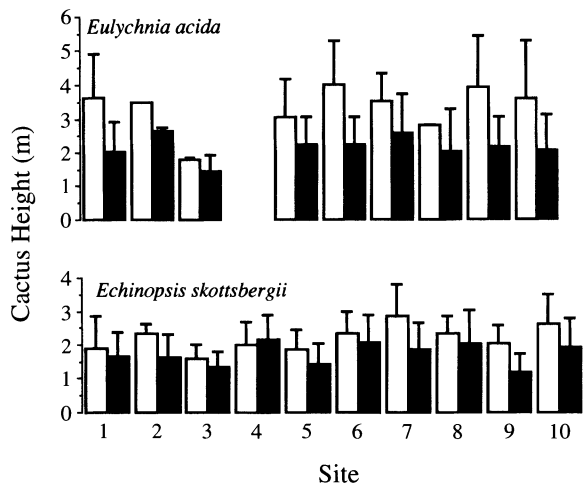 Eulychnia acida
6
5
4
3
2
1
0
Cactus Height (m)
Echinopsis skottsbergii
4
3
2
1
0
1 2 3 4 5 6 7 8 9 10
Site